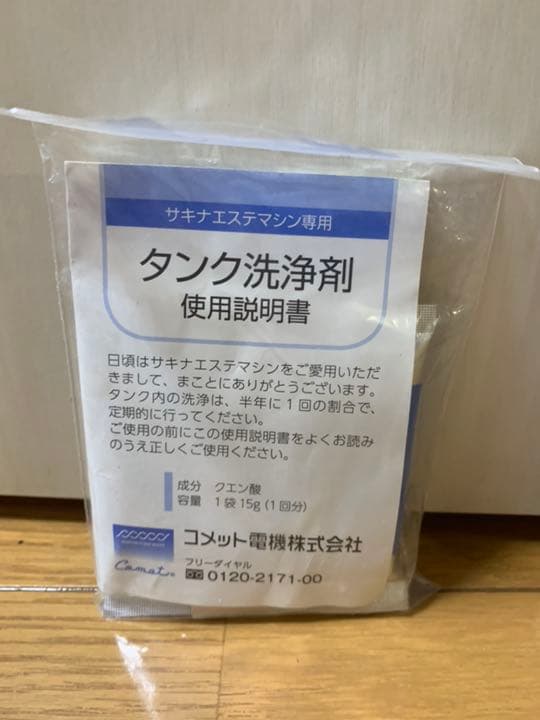 サキナエステマシン専用
タンク洗浄剤
使用説明書
日頃はサキナエステマシンをご愛用いただ
きまして、まことにありがとうございます。
タンク内の洗浄は、半年に1回の割合で、
定期的に行ってください。
ご使用の前にこの使用説明書をよくお読み
のうえ正しくご使用ください。
成分 クエン酸
容量 1袋15g(1回分)
コメット電機株式会社
Comet
フリーダイヤル
0120-2171-00